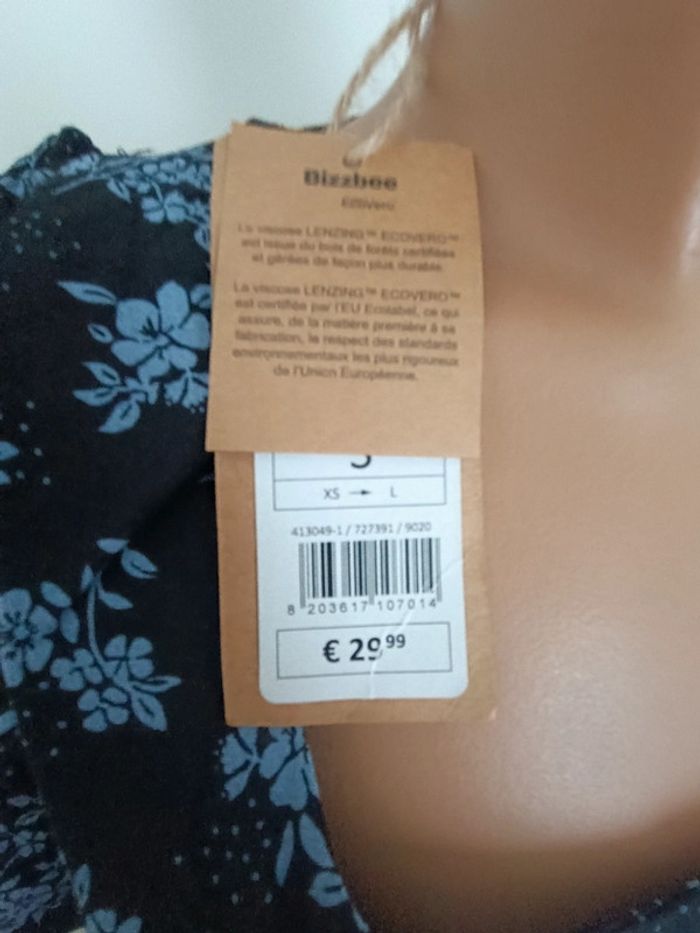 Bizzbee
La viscose LENZING™ ECOVERO™
est issue du bois de forêts certifiées
et gérées de façon plus durable.
La viscose LENZING™ ECOVERO™
est certifiée par l'EU Ecolabel, ce qui
assure, de la matière première à sa
fabrication, le respect des standards
environnementaux les plus rigoureux
de l'Union Européenne.
XS → L
413049-1 / 727391 / 9020
8 203617 107014
€ 29⁹⁹